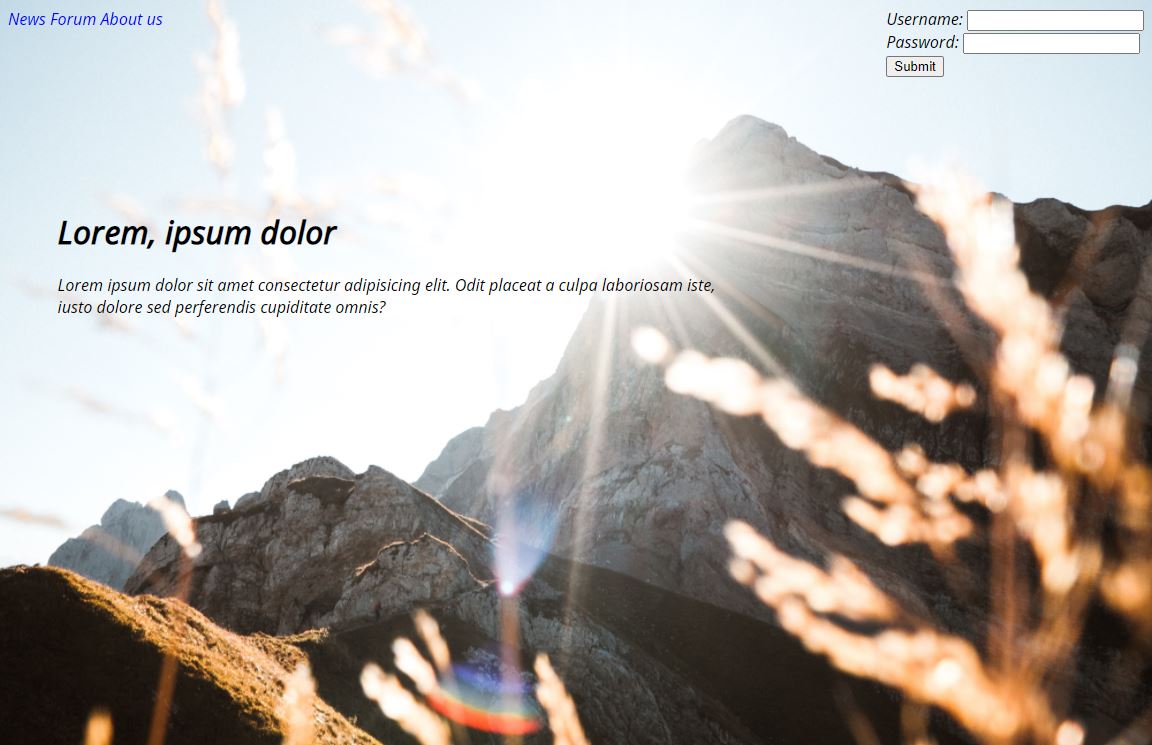 News Forum About us
Username:
Password:
Submit
Lorem, ipsum dolor
Lorem ipsum dolor sit amet consectetur adipisicing elit. Odit placeat a culpa laboriosam iste,
iusto dolore sed perferendis cupiditate omnis?